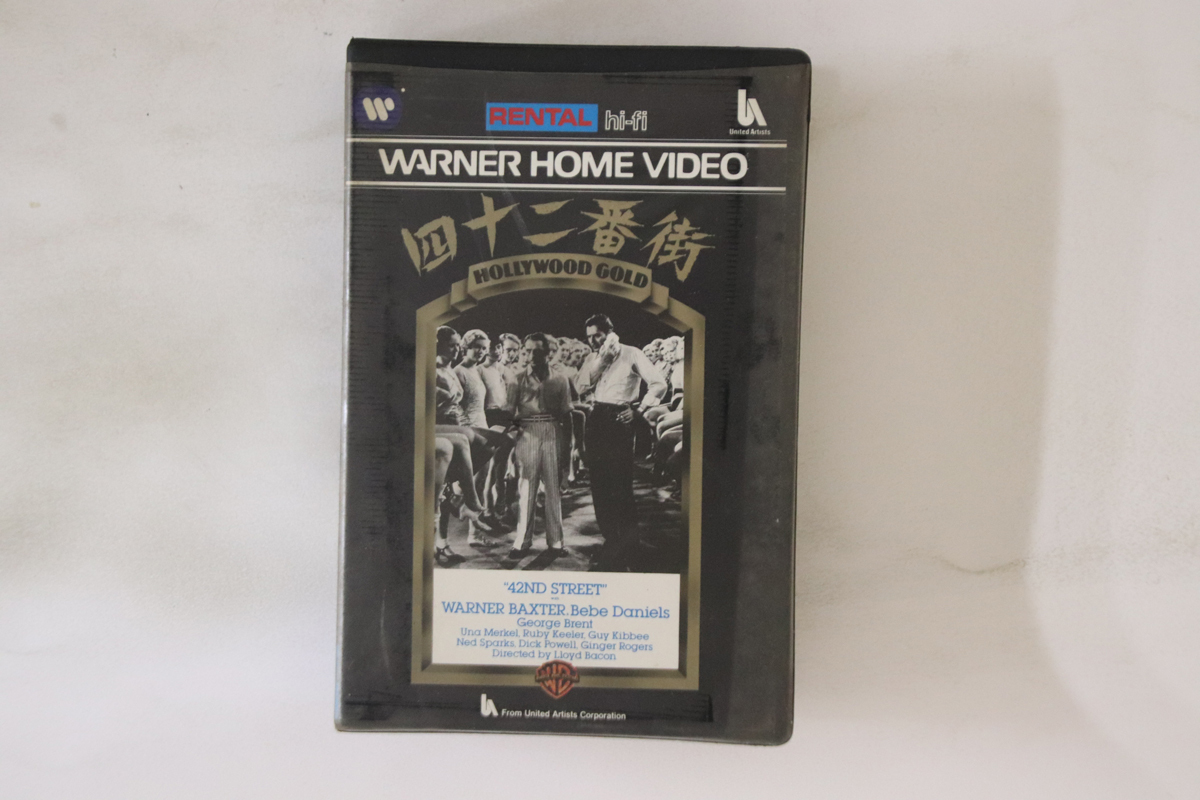 RENTAL hi-fi
United Artists
WARNER HOME VIDEO
四十二番街
HOLLYWOOD GOLD
"42ND STREET"
WARNER BAXTER. Bebe Daniels
George Brent
Una Merkel, Ruby Keeler, Guy Kibbee
Ned Sparks, Dick Powell, Ginger Rogers
Directed by Lloyd Bacon
From United Artists Corporation